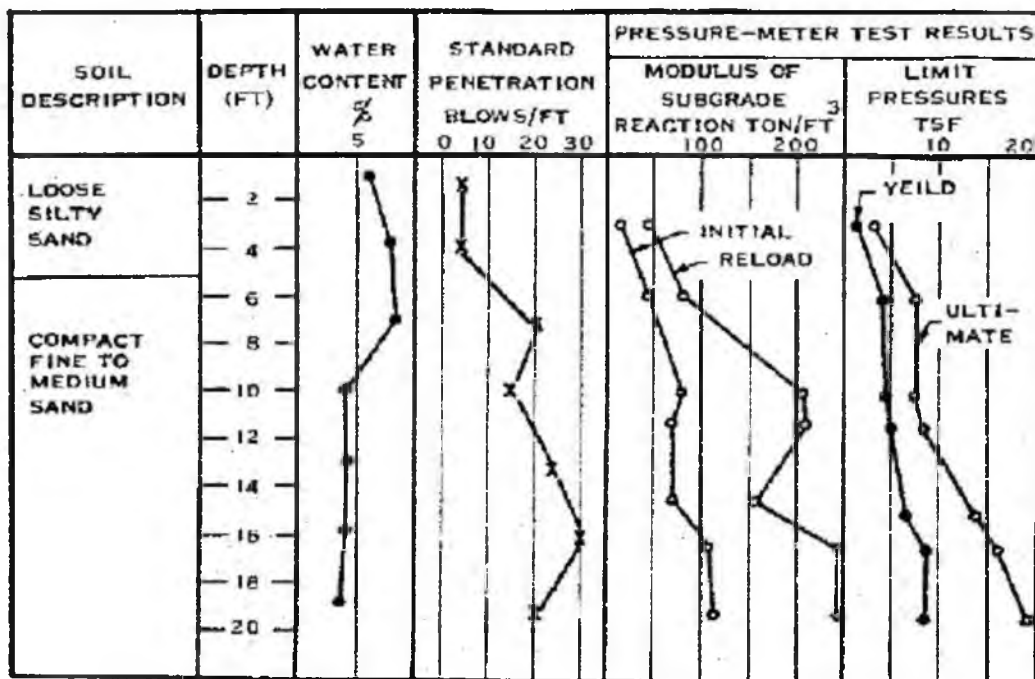 SOIL
DESCRIPTION
DEPTH
(FT)
WATER
CONTENT
%
5
STANDARD
PENETRATION
BLOWS/FT
0 10 20 30
PRESSURE-METER TEST RESULTS
MODULUS OF
SUBGRADE
REACTION TON/FT3
100 200
LIMIT
PRESSURES
TSF
10 20
LOOSE
SILTY
SAND
COMPACT
FINE TO
MEDIUM
SAND
2
4
6
8
10
12
14
16
18
20
INITIAL
RELOAD
YEILD
ULTI-
MATE